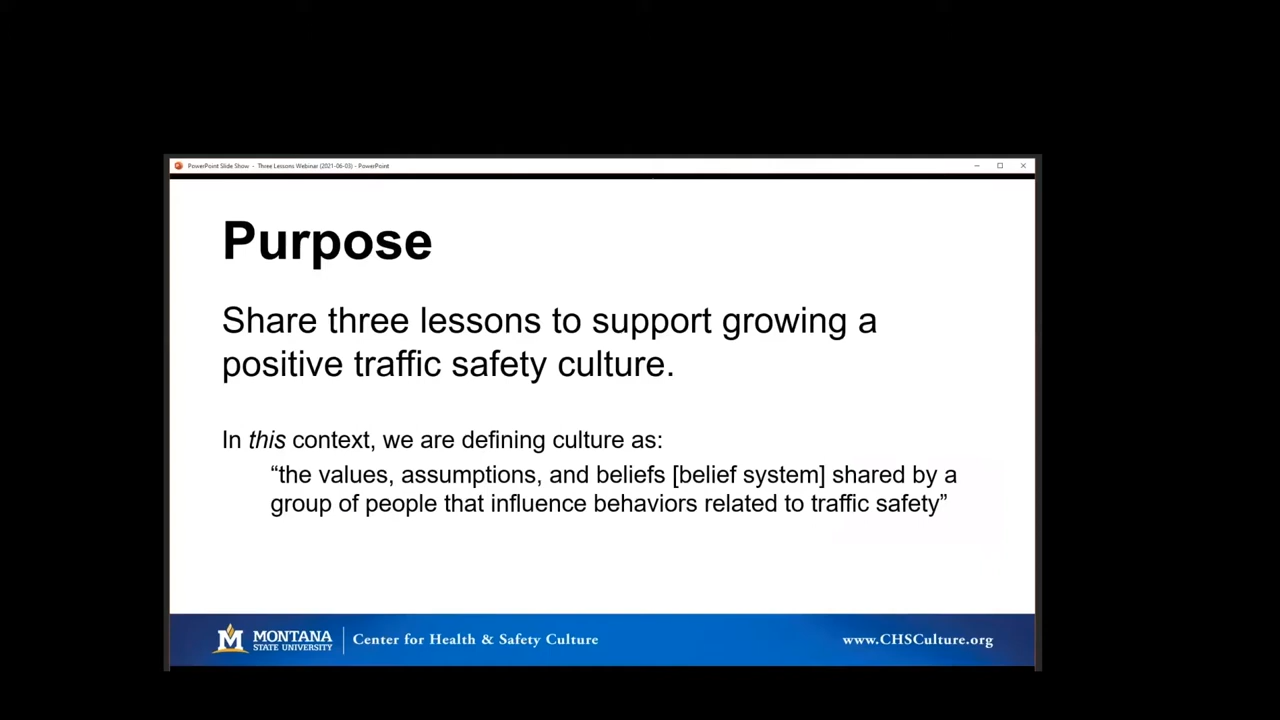 PowerPoint Slide Show - Three Lessons Webinar (2021-06-03) - PowerPoint
Purpose
Share three lessons to support growing a
positive traffic safety culture.
In this context, we are defining culture as:
“the values, assumptions, and beliefs [belief system] shared by a
group of people that influence behaviors related to traffic safety”
M MONTANA
STATE UNIVERSITY
Center for Health & Safety Culture
www.CHSCulture.org